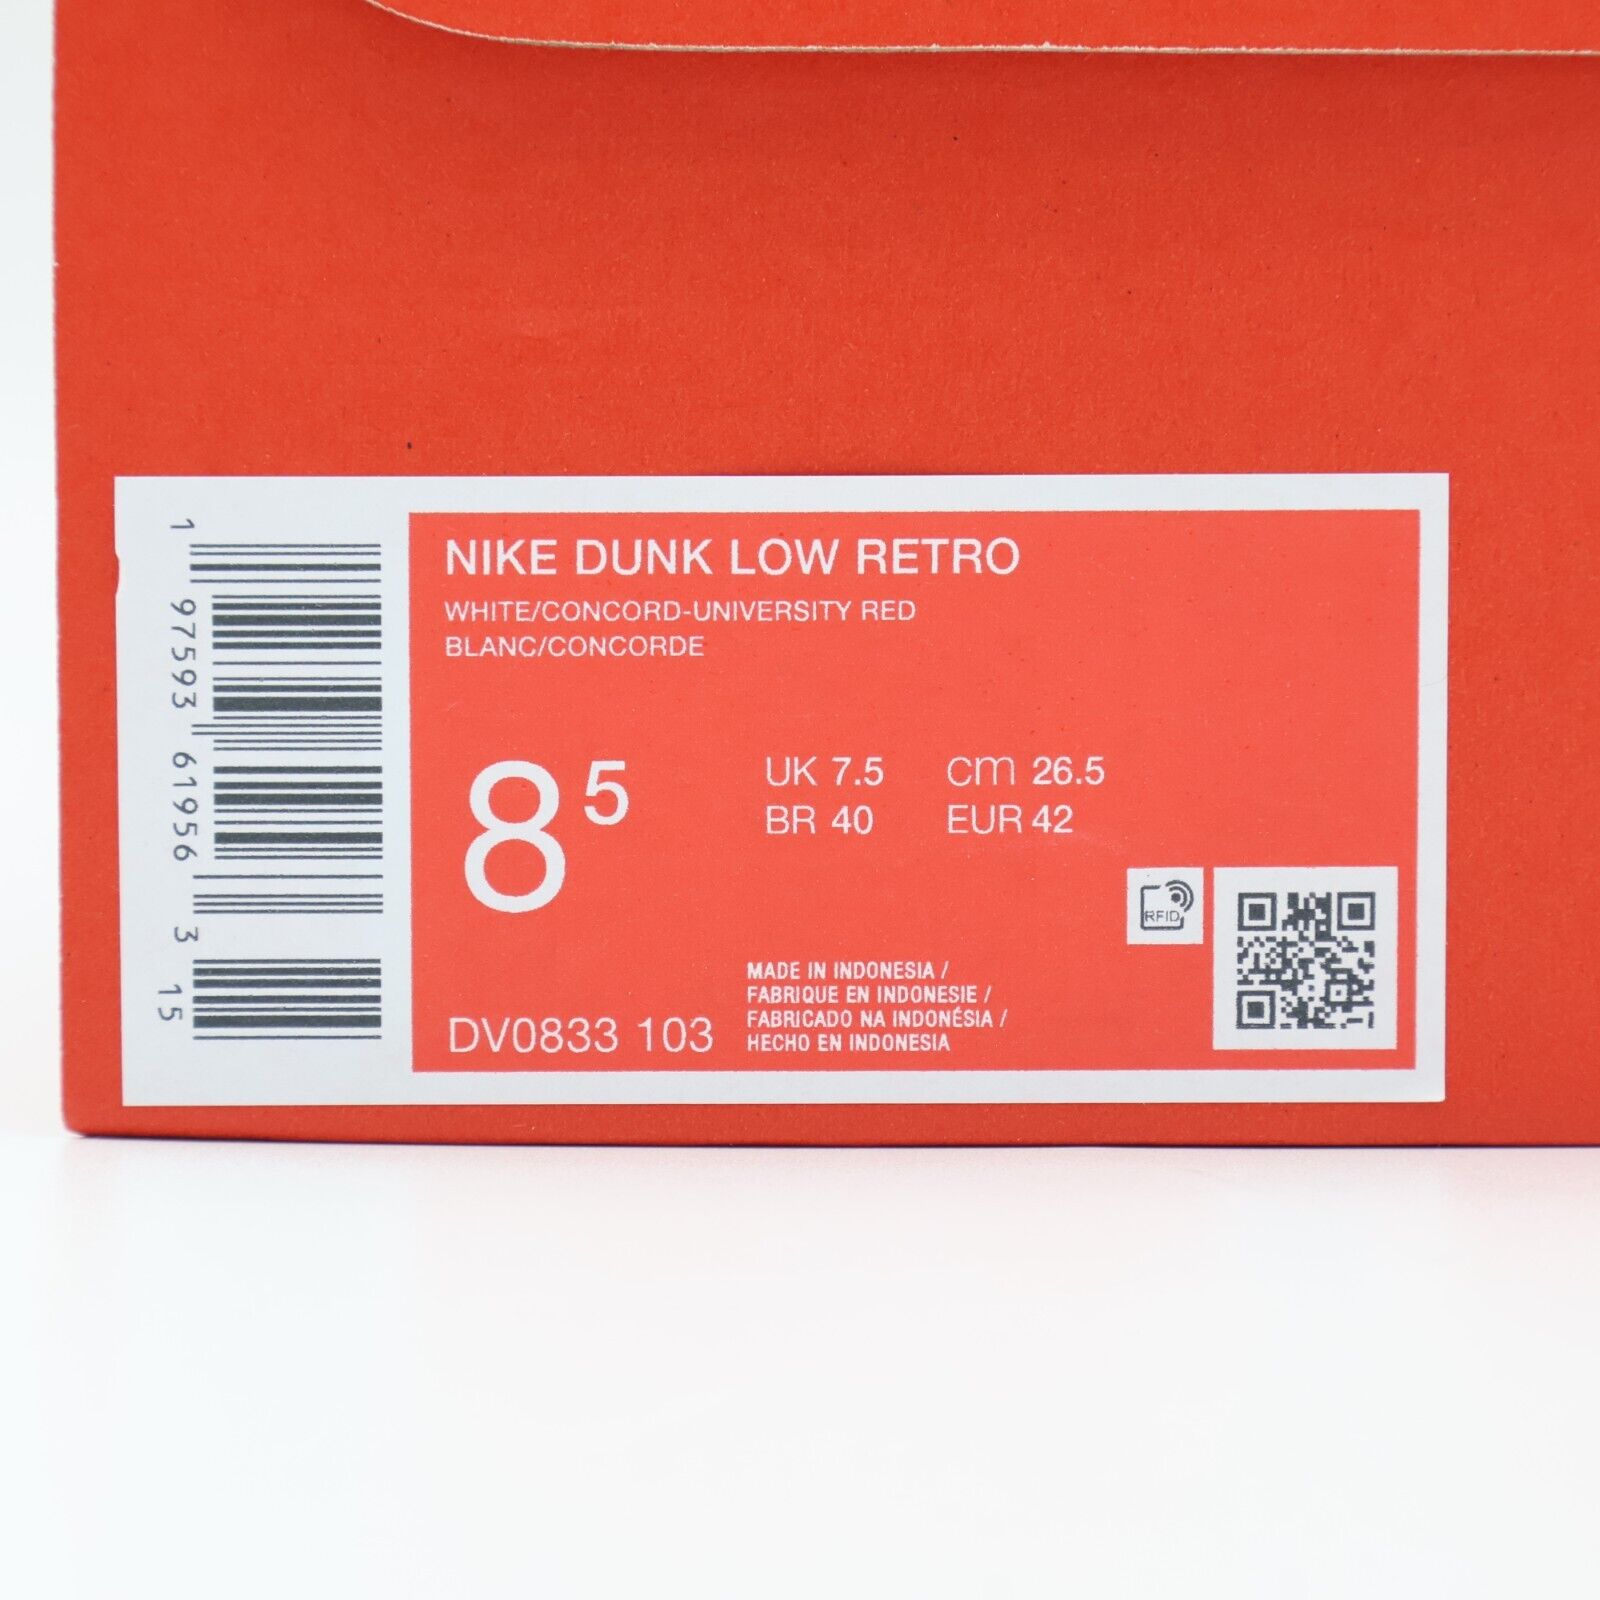 NIKE DUNK LOW RETRO
WHITE/CONCORD-UNIVERSITY RED
BLANC/CONCORDE
8 5
UK 7.5 cm 26.5
BR 40 EUR 42
RFID
MADE IN INDONESIA /
FABRIQUE EN INDONESIE /
FABRICADO NA INDONÉSIA /
HECHO EN INDONESIA
DV0833 103
1 97593 61956 3 15